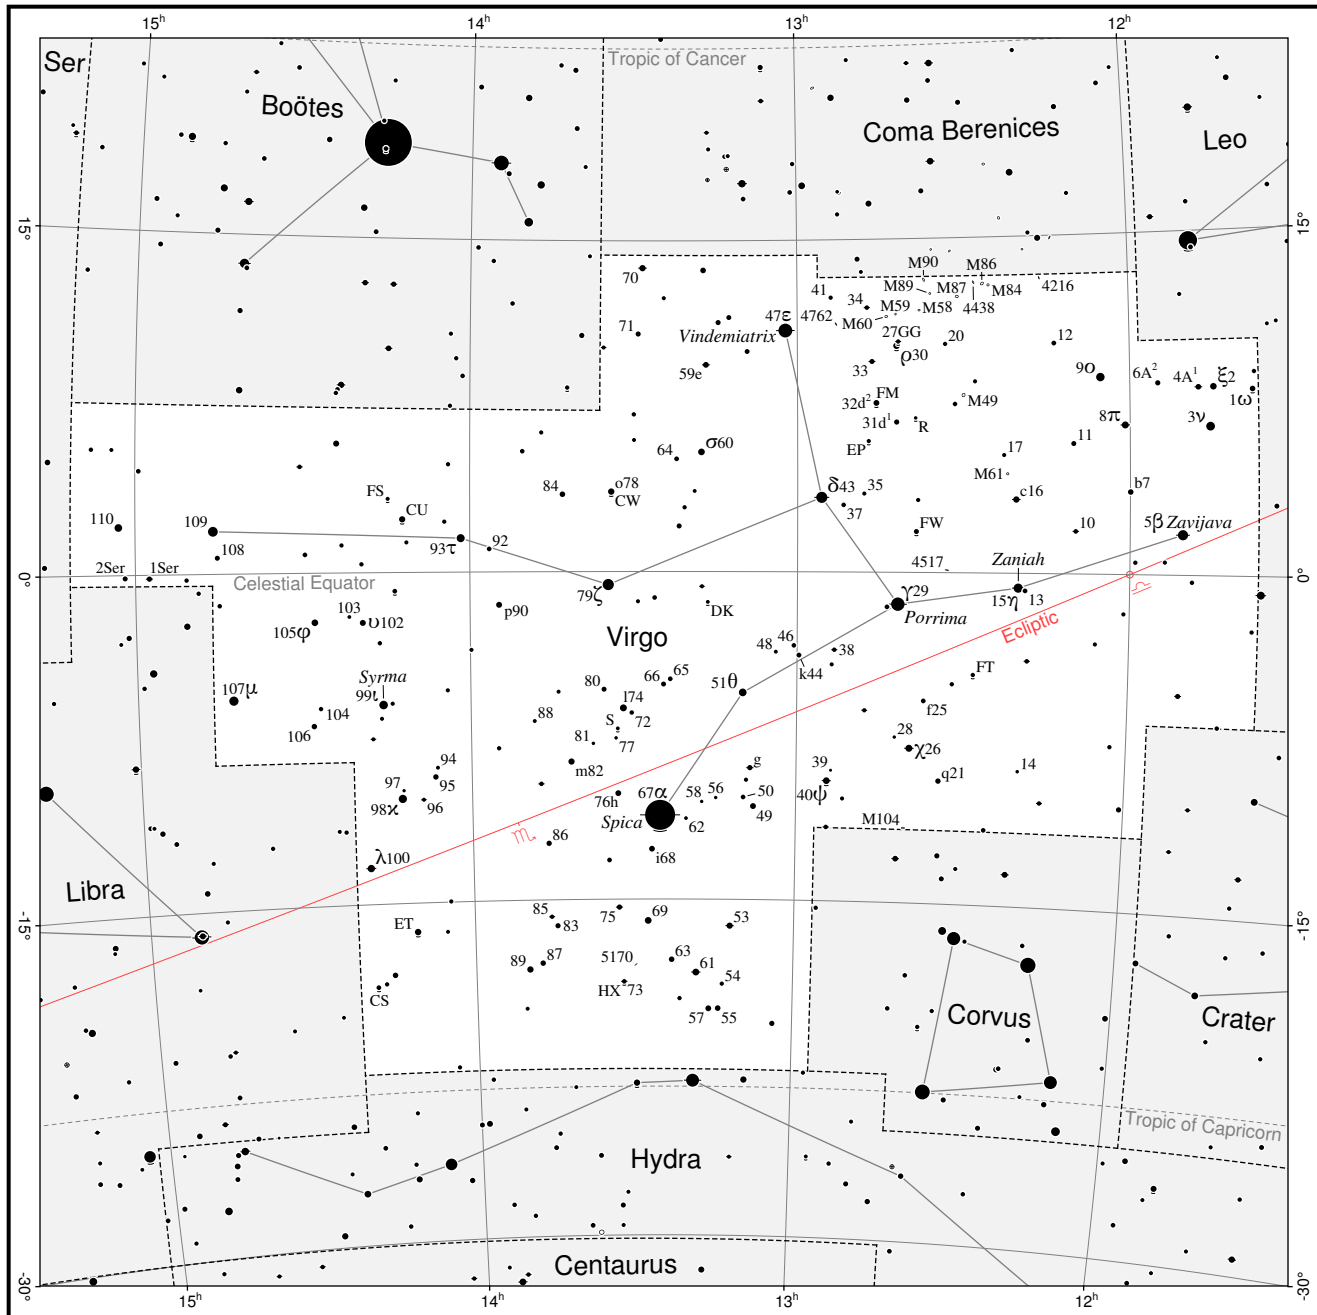 15h 14h 13h 12h
Ser
Tropic of Cancer
Boötes
Coma Berenices
Leo
15° 15°
M90 M86
70
M89 M87 M84 4216
41 34 M59 M58 4438
47ε 4762 M60
71 Vindemiatrix 27GG 20 12
ρ30
59e 33 9ο 6A² 4A¹ ξ2
1ω
32d² FM M49
31d¹ R 8π 3ν
EP
σ60 11
64 17
M61
84 ο78 δ43 35 c16 b7
CW
FS
CU 37
110 109 FW 10 5β Zavijava
93τ 92
108
4517 Zaniah
2Ser 1Ser
0° 0°
Celestial Equator
79ζ γ29 15η 13 ♎
p90 DK Porrima
103
105φ υ102 Virgo Ecliptic
48 46 38
k44
Syrma 66 65 FT
107μ 99ι 80 51θ
l74
104 88 S 72 f25
106 81 77 28
χ26
94 m82 g
95 39 14
97 q21
98κ 96 76h 67α 58 56 50 40ψ
49
Spica 62 M104
♏
86
λ100 i68
Libra
85 75 69 53
ET 83
-15° -15°
89 87 5170 63 61
54
CS HX 73
57 55
Corvus Crater
Tropic of Capricorn
Hydra
Centaurus
-30° -30°
15h 14h 13h 12h